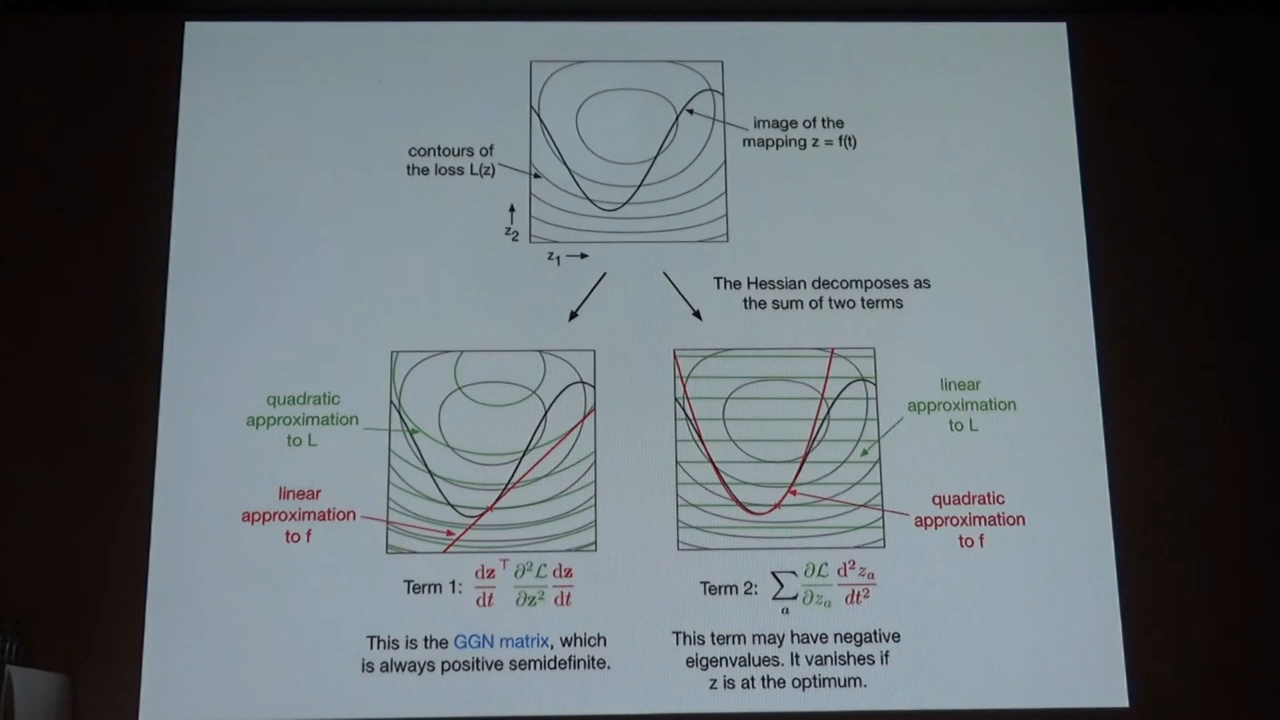 image of the
mapping z = f(t)
contours of
the loss L(z)
z₂
z₁
The Hessian decomposes as
the sum of two terms
quadratic
approximation
to L
linear
approximation
to f
linear
approximation
to L
quadratic
approximation
to f
Term 1: dz/dt ⊤ ∂²ℒ/∂z² dz/dt
This is the GGN matrix, which
is always positive semidefinite.
Term 2: ∑ₐ ∂ℒ/∂zₐ d²zₐ/dt²
This term may have negative
eigenvalues. It vanishes if
z is at the optimum.